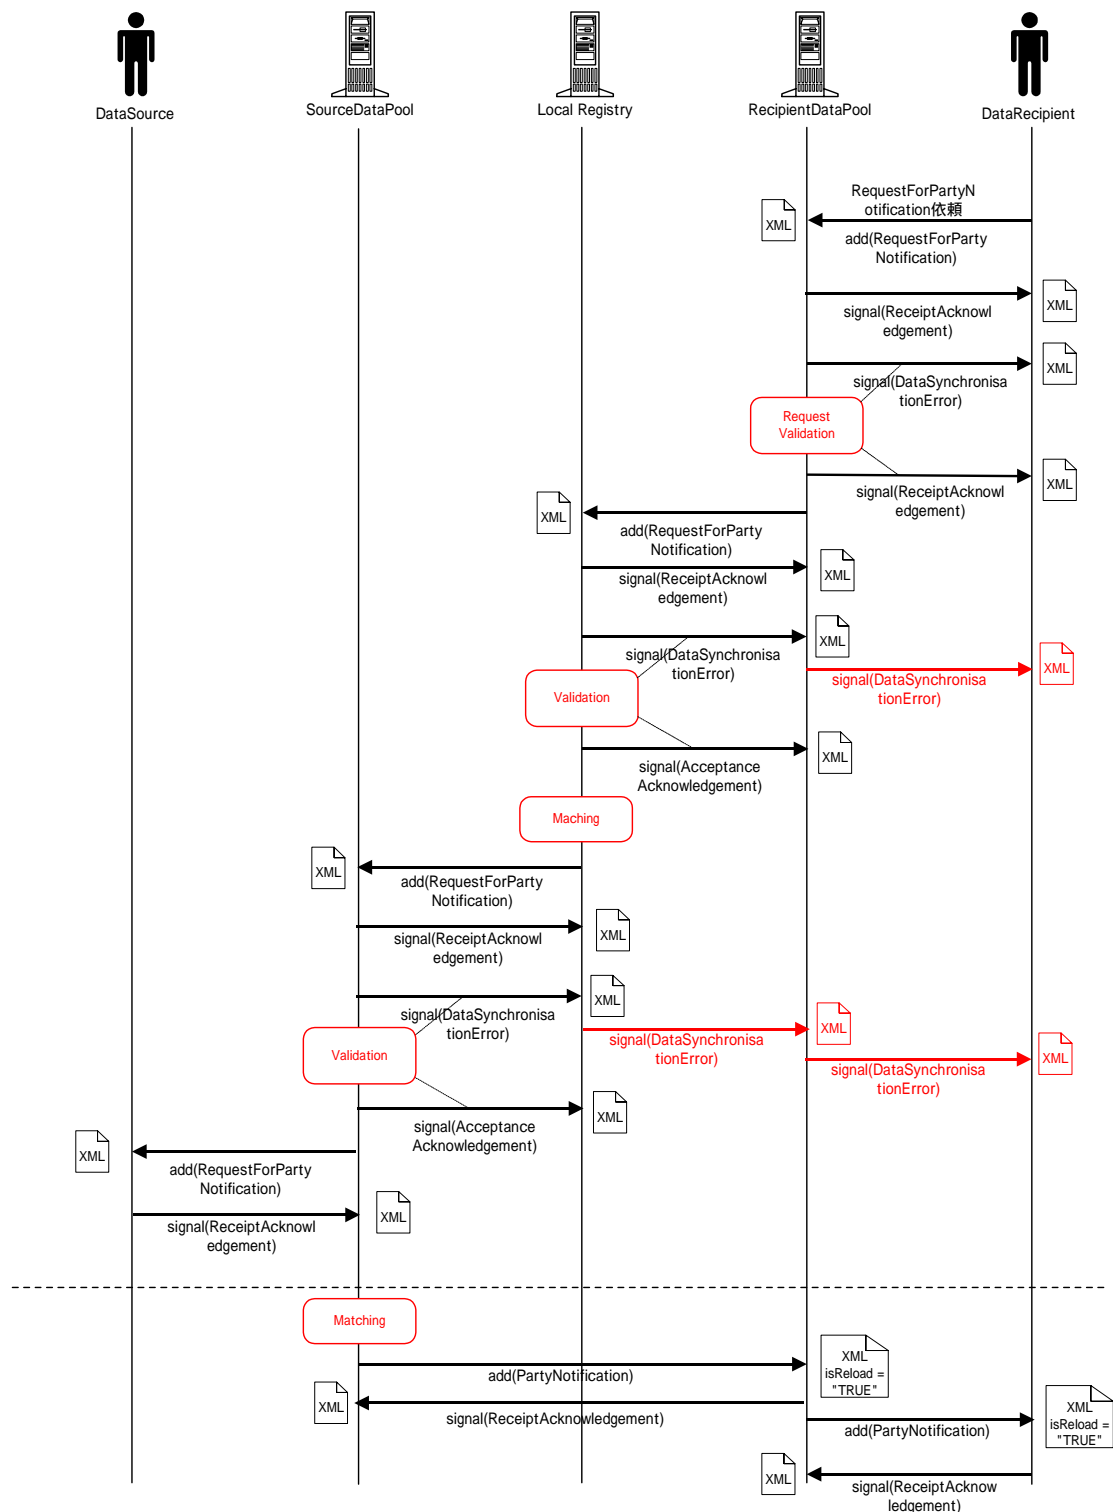 DataSource
SourceDataPool
Local Registry
RecipientDataPool
DataRecipient
RequestForPartyN
otification依頼
XML
add(RequestForParty
Notification)
XML
signal(ReceiptAcknowl
edgement)
XML
signal(DataSynchronisa
tionError)
Request
Validation
XML
signal(ReceiptAcknowl
edgement)
XML
add(RequestForParty
Notification)
XML
signal(ReceiptAcknowl
edgement)
XML
signal(DataSynchronisa
tionError)
XML
signal(DataSynchronisa
tionError)
Validation
XML
signal(Acceptance
Acknowledgement)
Maching
XML
add(RequestForParty
Notification)
XML
signal(ReceiptAcknowl
edgement)
XML
signal(DataSynchronisa
tionError)
XML
signal(DataSynchronisa
tionError)
XML
signal(DataSynchronisa
tionError)
Validation
XML
signal(Acceptance
Acknowledgement)
XML
add(RequestForParty
Notification)
XML
signal(ReceiptAcknowl
edgement)
Matching
XML
isReload =
"TRUE"
add(PartyNotification)
XML
signal(ReceiptAcknowledgement)
XML
isReload =
"TRUE"
add(PartyNotification)
XML
signal(ReceiptAcknow
ledgement)